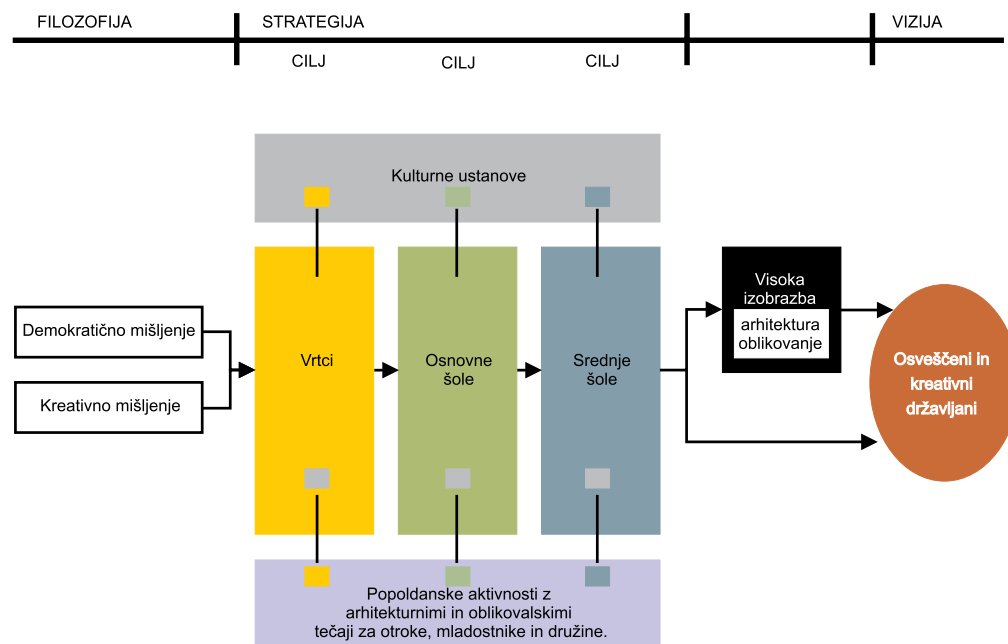 FILOZOFIJA
STRATEGIJA
VIZIJA
CILJ
CILJ
CILJ
Kulturne ustanove
Demokratično mišljenje
Kreativno mišljenje
Vrtci
Osnovne
šole
Srednje
šole
Visoka
izobrazba
arhitektura
oblikovanje
Osveščeni in
kreativni
državljani
Popoldanske aktivnosti z
arhitekturnimi in oblikovalskimi
tečaji za otroke, mladostnike in družine.